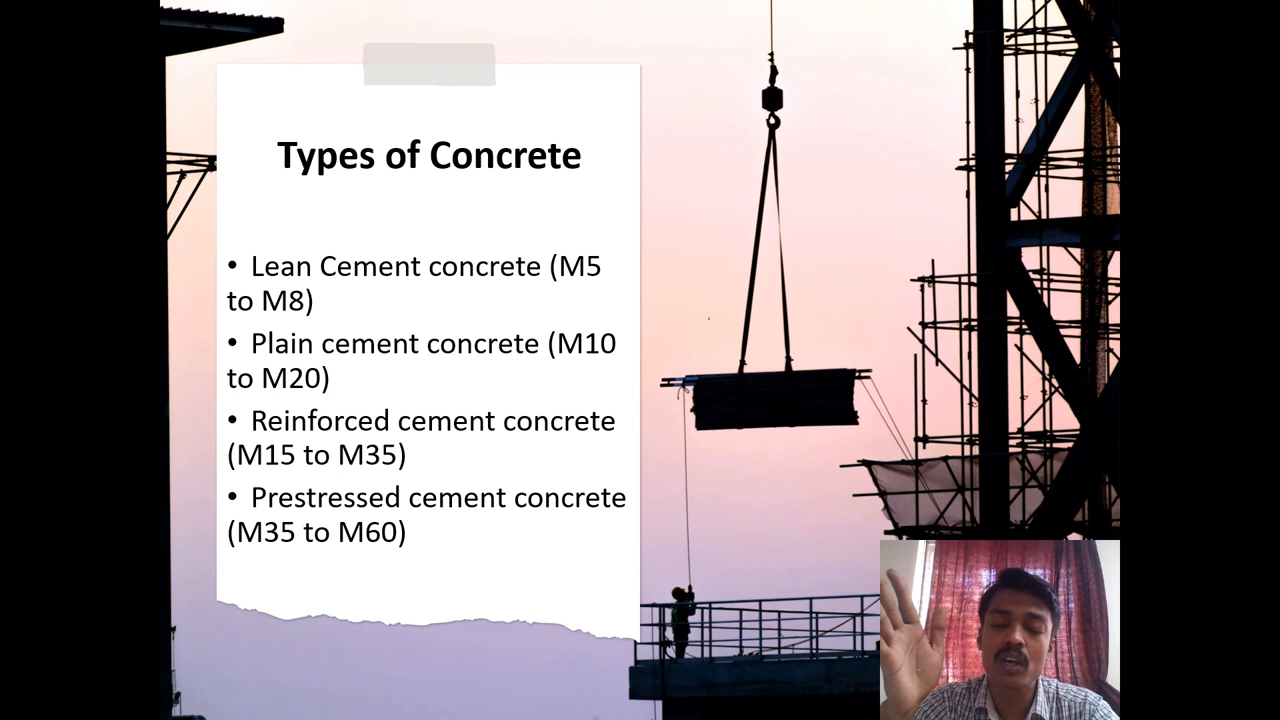 Types of Concrete
• Lean Cement concrete (M5
to M8)
• Plain cement concrete (M10
to M20)
• Reinforced cement concrete
(M15 to M35)
• Prestressed cement concrete
(M35 to M60)